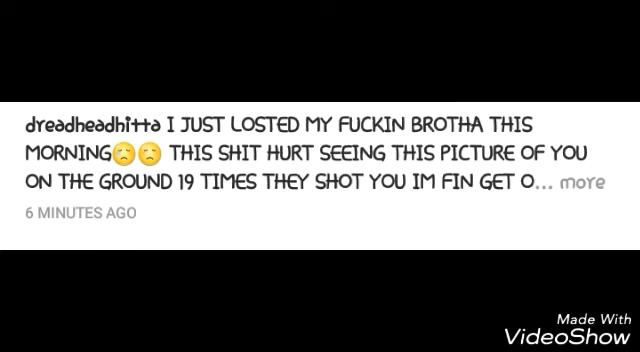 dreadheadhitta I JUST LOSTED MY FUCKIN BROTHA THIS
MORNING😞😞 THIS SHIT HURT SEEING THIS PICTURE OF YOU
ON THE GROUND 19 TIMES THEY SHOT YOU IM FIN GET O... more
6 MINUTES AGO
Made With
VideoShow